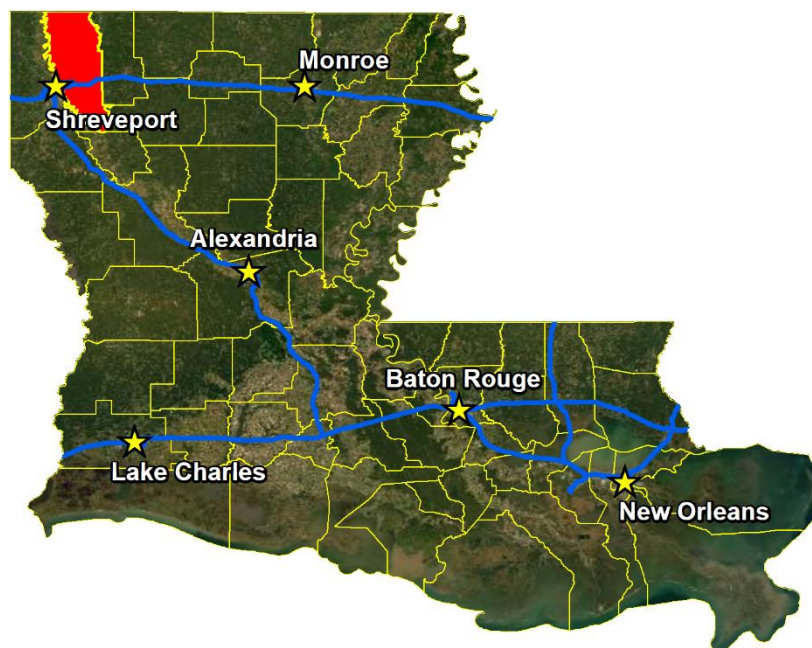 Monroe
Shreveport
Alexandria
Baton Rouge
Lake Charles
New Orleans